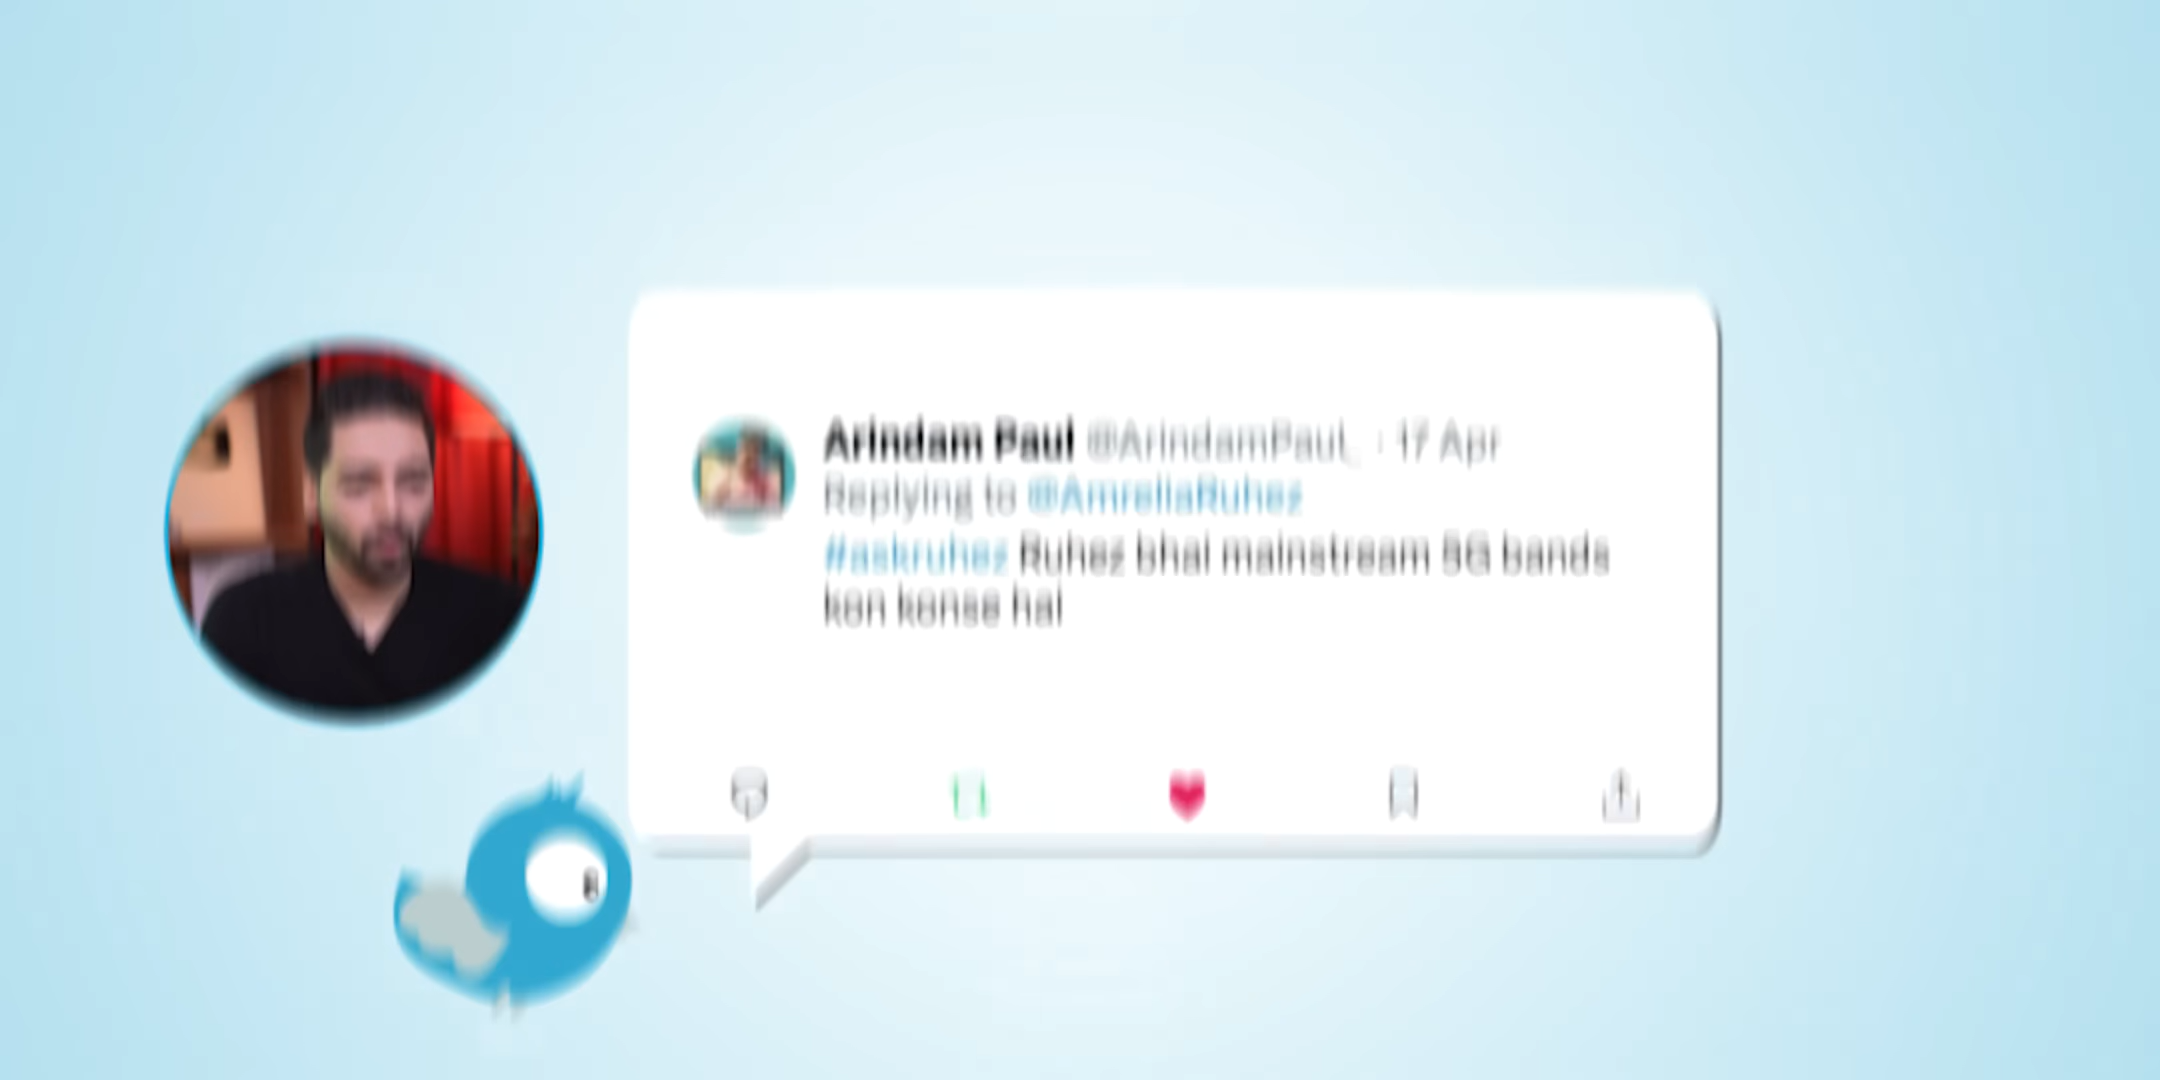 Arindam Paul @ArindamPaul_ · 17 Apr
Replying to @AmreliaRuhez
#askruhez Ruhez bhai mainstream 5G bands
kon konse hai